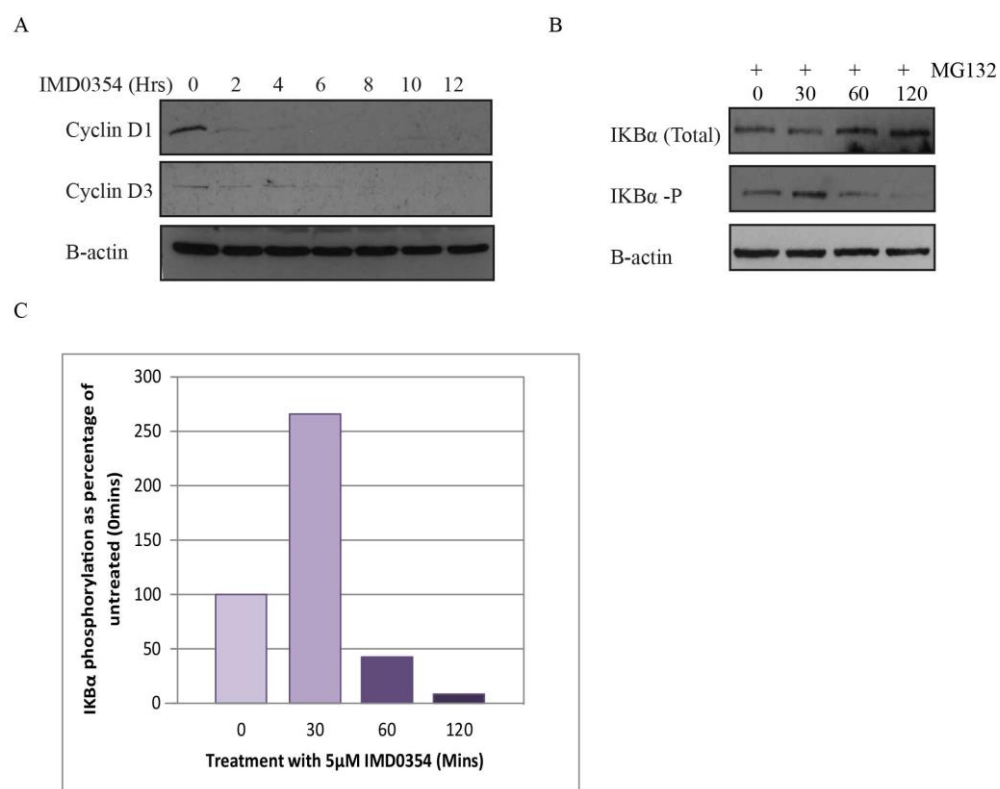 A
IMD0354 (Hrs) 0 2 4 6 8 10 12
Cyclin D1
Cyclin D3
B-actin
B
+ + + + MG132
0 30 60 120
IKBα (Total)
IKBα -P
B-actin
C
IKBα phosphorylation as percentage of
untreated (0mins)
300
250
200
150
100
50
0
0 30 60 120
Treatment with 5µM IMD0354 (Mins)